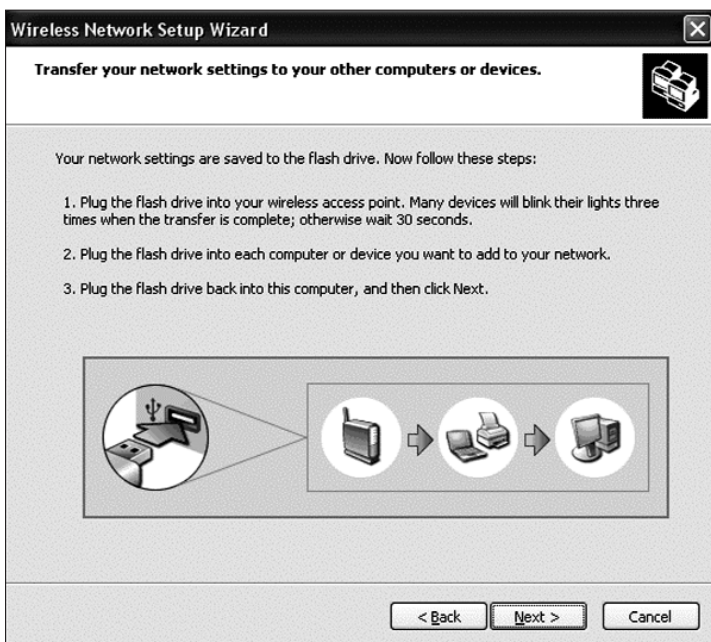 Wireless Network Setup Wizard
Transfer your network settings to your other computers or devices.
Your network settings are saved to the flash drive. Now follow these steps:
1. Plug the flash drive into your wireless access point. Many devices will blink their lights three
times when the transfer is complete; otherwise wait 30 seconds.
2. Plug the flash drive into each computer or device you want to add to your network.
3. Plug the flash drive back into this computer, and then click Next.
< Back Next > Cancel